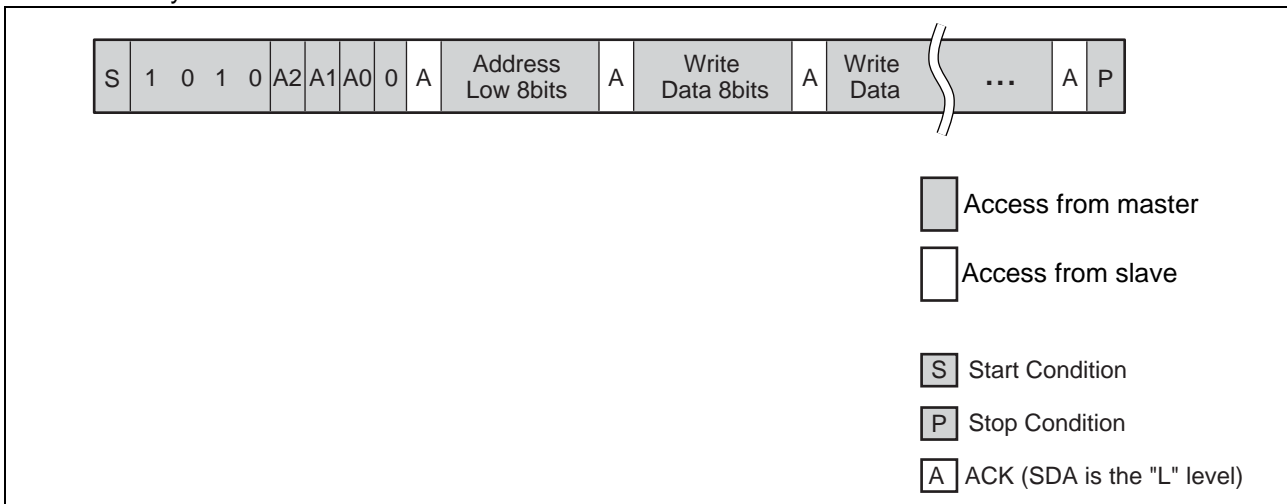 S 1 0 1 0 A2 A1 A0 0 A Address Low 8bits A Write Data 8bits A Write Data ... A P
Access from master
Access from slave
S Start Condition
P Stop Condition
A ACK (SDA is the "L" level)